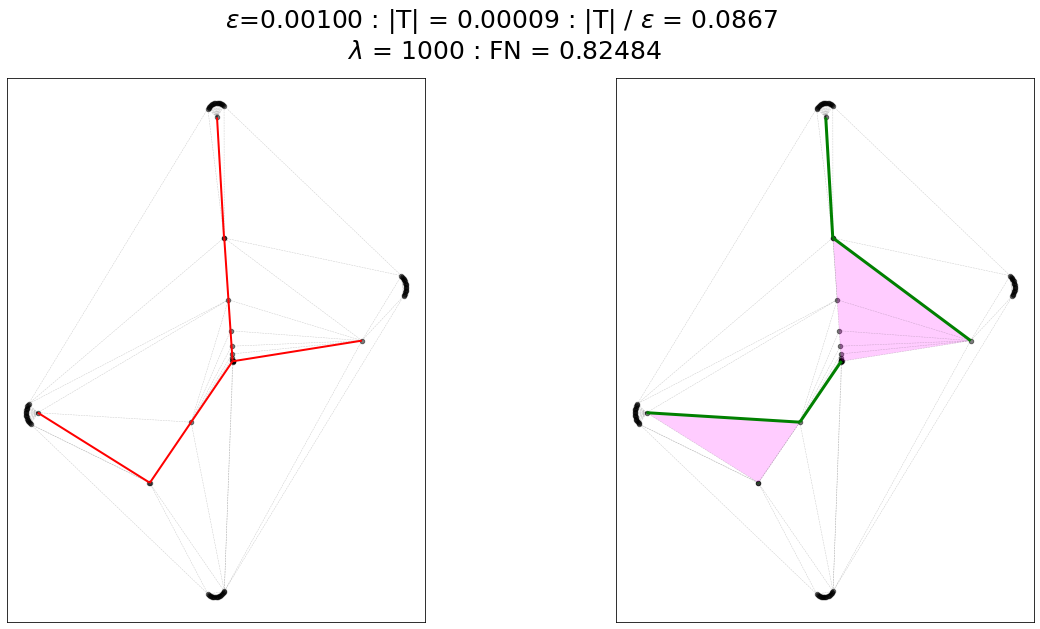 ε=0.00100 : |T| = 0.00009 : |T| / ε = 0.0867
λ = 1000 : FN = 0.82484